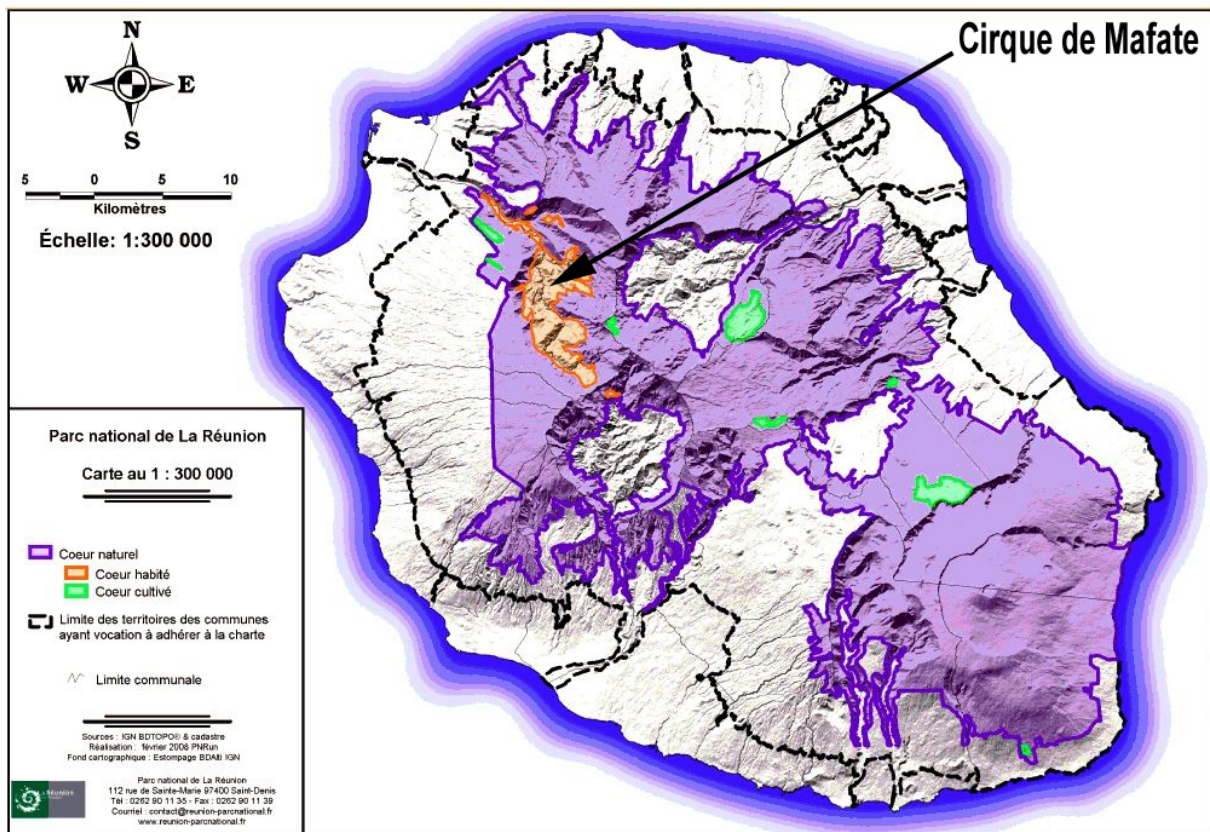 Cirque de Mafate
N
W E
S
5 0 5 10
Kilomètres
Échelle: 1:300 000
Parc national de La Réunion
Carte au 1 : 300 000
Coeur naturel
Coeur habité
Coeur cultivé
Limite des territoires des communes
ayant vocation à adhérer à la charte
Limite communale
Sources : IGN BDTOPO® & cadastre
Réalisation : février 2008 PNRun
Fond cartographique : Estompage BDAlti IGN
La Réunion
Parc national de La Réunion
112 rue de Sainte-Marie 97400 Saint-Denis
Tél : 0262 90 11 35 - Fax : 0262 90 11 39
Courriel : contact@reunion-parcnational.fr
www.reunion-parcnational.fr